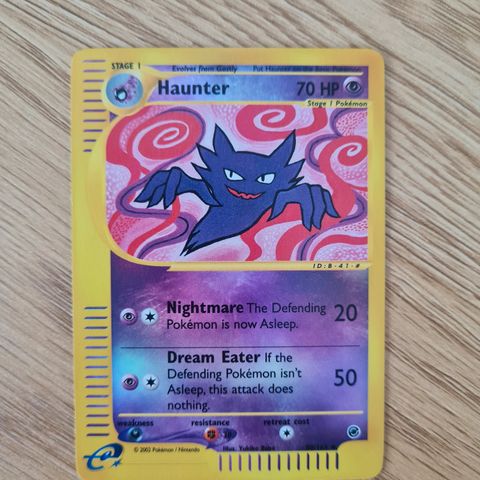 STAGE 1
Evolves from Gastly Put Haunter on the Basic Pokémon
Haunter 70 HP
Stage 1 Pokémon
ID:B-41-#
Nightmare The Defending
Pokémon is now Asleep.
20
Dream Eater If the
Defending Pokémon isn't
Asleep, this attack does
nothing.
50
weakness resistance retreat cost
© 2002 Pokémon / Nintendo Illus. Yukiko Baba
e